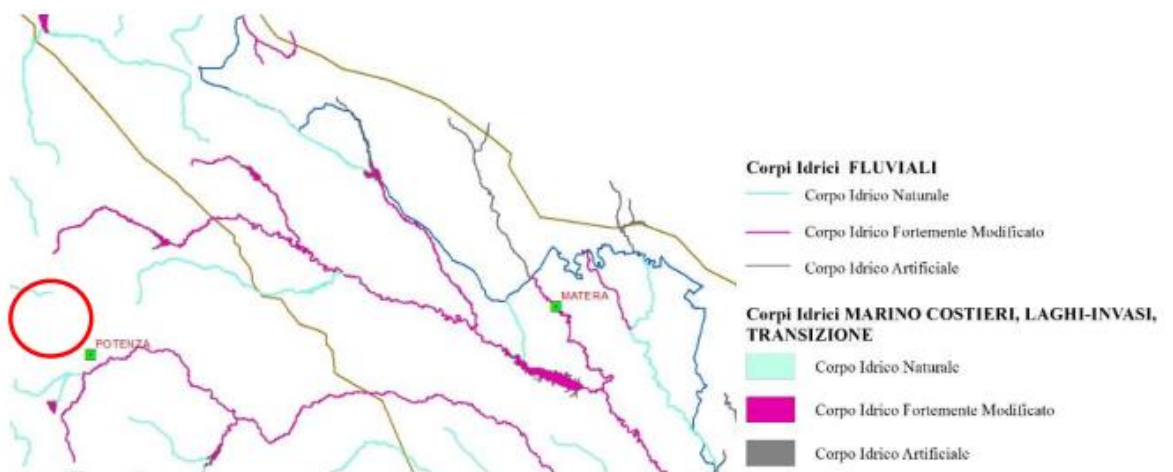 MATERA
POTENZA
Corpi Idrici FLUVIALI
Corpo Idrico Naturale
Corpo Idrico Fortemente Modificato
Corpo Idrico Artificiale
Corpi Idrici MARINO COSTIERI, LAGHI-INVASI,
TRANSIZIONE
Corpo Idrico Naturale
Corpo Idrico Fortemente Modificato
Corpo Idrico Artificiale